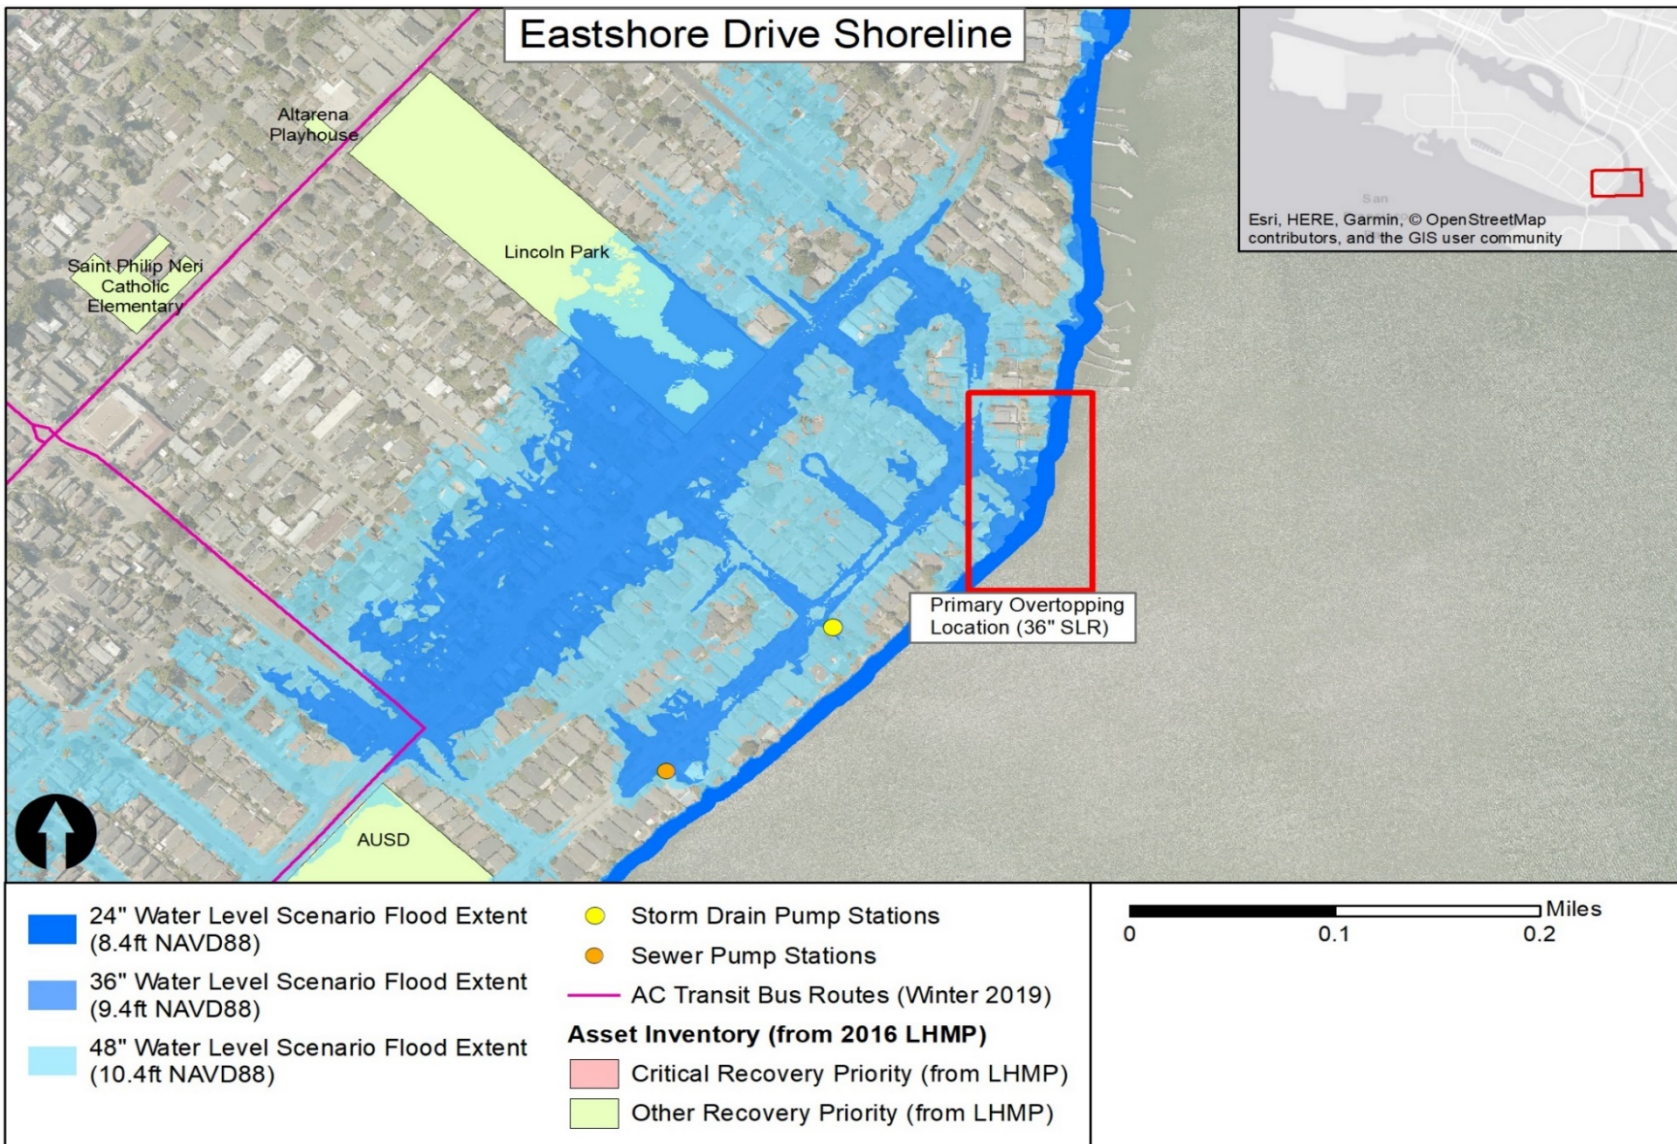 Eastshore Drive Shoreline
Altarena
Playhouse
Lincoln Park
Saint Philip Neri
Catholic
Elementary
San
Esri, HERE, Garmin, © OpenStreetMap
contributors, and the GIS user community
Primary Overtopping
Location (36" SLR)
AUSD
24" Water Level Scenario Flood Extent
(8.4ft NAVD88)
36" Water Level Scenario Flood Extent
(9.4ft NAVD88)
48" Water Level Scenario Flood Extent
(10.4ft NAVD88)
Storm Drain Pump Stations
Sewer Pump Stations
AC Transit Bus Routes (Winter 2019)
Asset Inventory (from 2016 LHMP)
Critical Recovery Priority (from LHMP)
Other Recovery Priority (from LHMP)
Miles
0 0.1 0.2